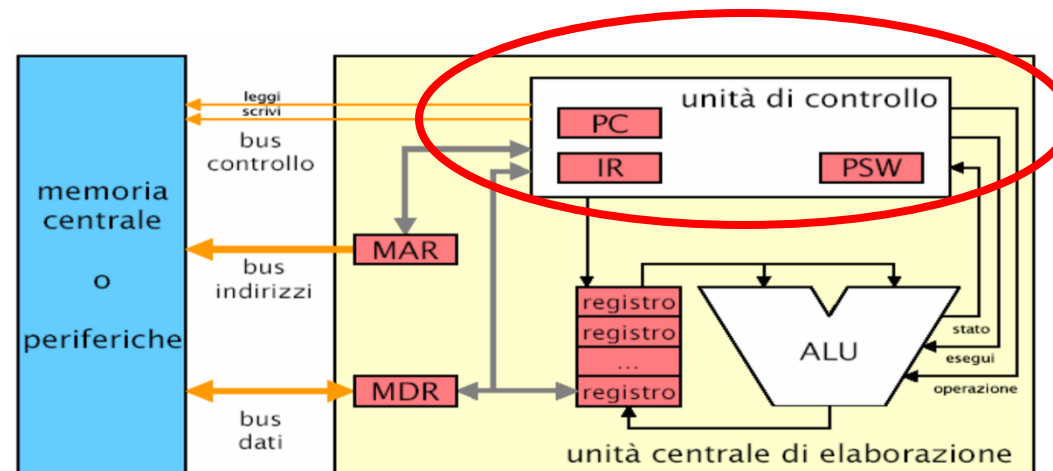 memoria
centrale
o
periferiche
leggi
scrivi
bus
controllo
bus
indirizzi
bus
dati
MAR
MDR
unità di controllo
PC
IR
PSW
registro
registro
...
registro
ALU
stato
esegui
operazione
unità centrale di elaborazione